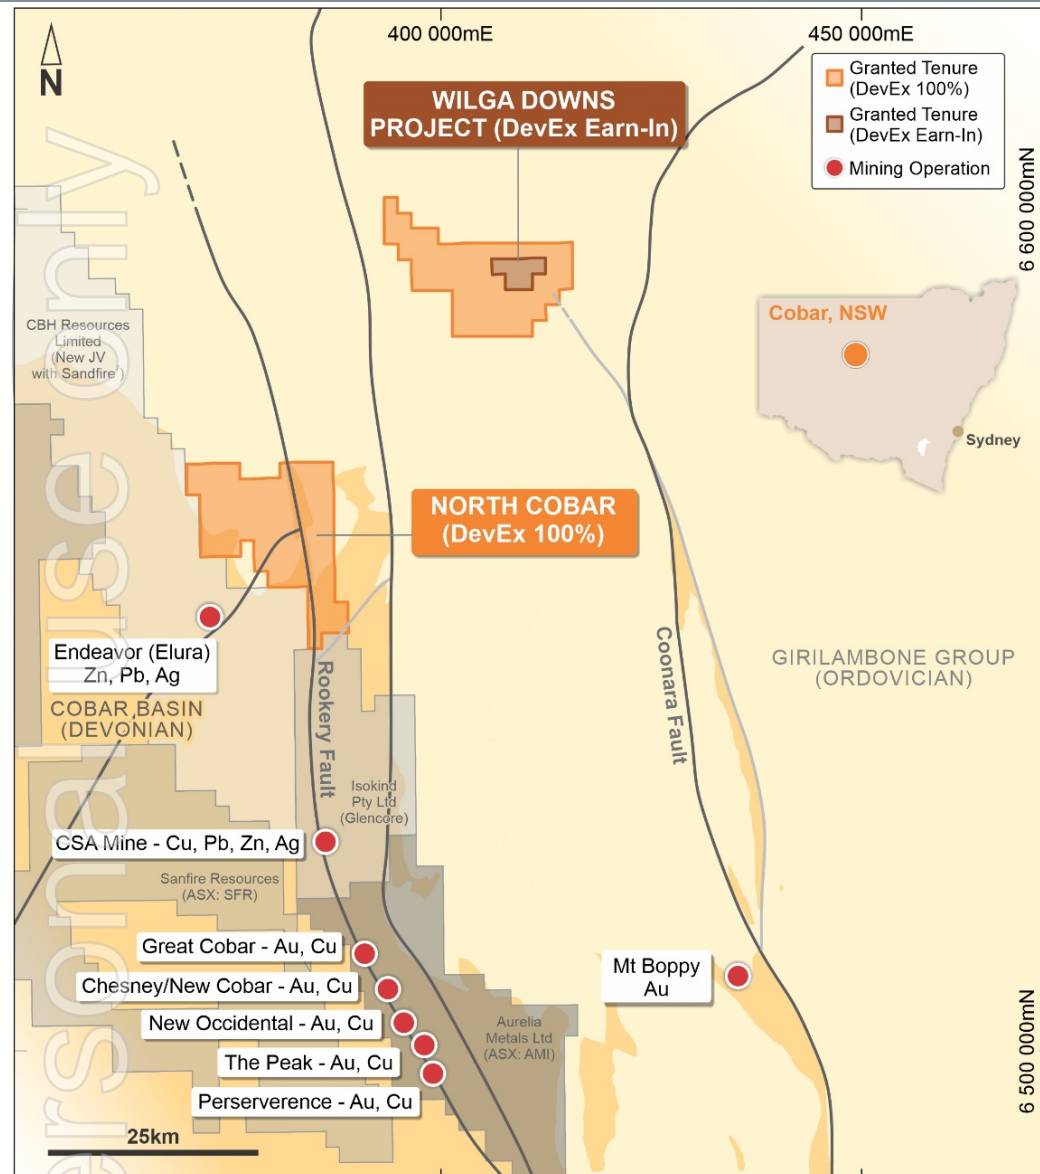 400 000mE
450 000mE
N
WILGA DOWNS
PROJECT (DevEx Earn-In)
Granted Tenure
(DevEx 100%)
Granted Tenure
(DevEx Earn-In)
Mining Operation
6 600 000mN
Cobar, NSW
Sydney
CBH Resources
Limited
(New JV
with Sandfire)
NORTH COBAR
(DevEx 100%)
Endeavor (Elura)
Zn, Pb, Ag
COBAR BASIN
(DEVONIAN)
Rookery Fault
Coonara Fault
GIRILAMBONE GROUP
(ORDOVICIAN)
Isokind
Pty Ltd
(Glencore)
CSA Mine - Cu, Pb, Zn, Ag
Sanfire Resources
(ASX: SFR)
Great Cobar - Au, Cu
Chesney/New Cobar - Au, Cu
New Occidental - Au, Cu
The Peak - Au, Cu
Perserverence - Au, Cu
Mt Boppy
Au
Aurelia
Metals Ltd
(ASX: AMI)
6 500 000mN
25km
ersonal use only